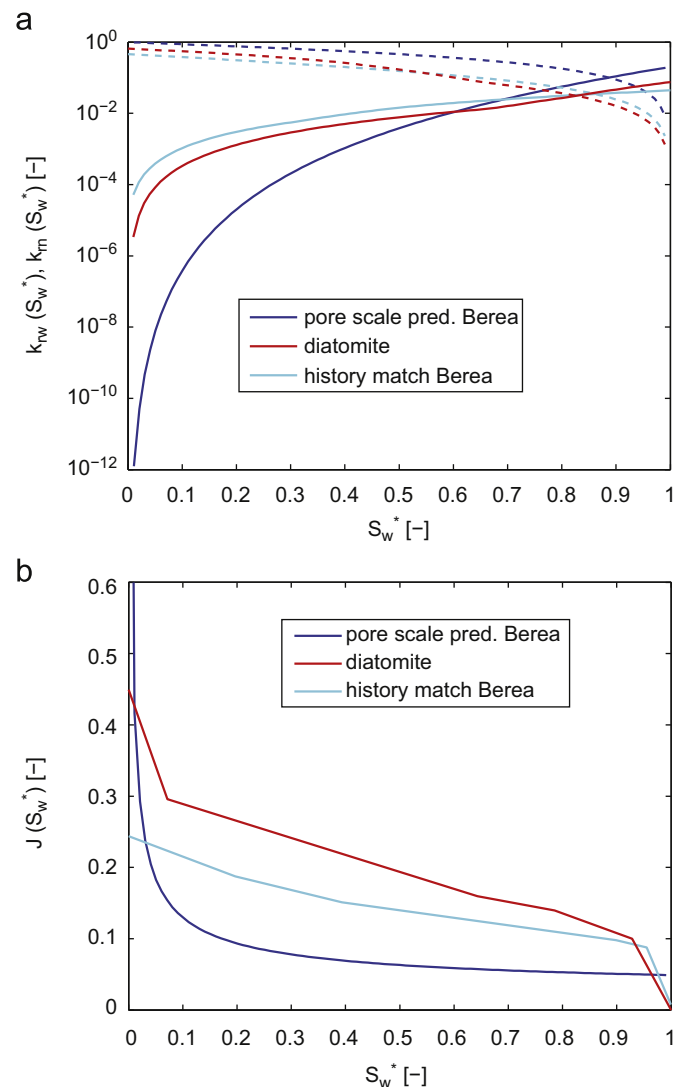 a
10^0
10^-2
10^-4
10^-6
10^-8
10^-10
10^-12
k_rw (S_w^*), k_rn (S_w^*) [−]
pore scale pred. Berea
diatomite
history match Berea
0 0.1 0.2 0.3 0.4 0.5 0.6 0.7 0.8 0.9 1
S_w^* [−]
b
0.6
0.5
0.4
0.3
0.2
0.1
0
J (S_w^*) [−]
pore scale pred. Berea
diatomite
history match Berea
0 0.1 0.2 0.3 0.4 0.5 0.6 0.7 0.8 0.9 1
S_w^* [−]